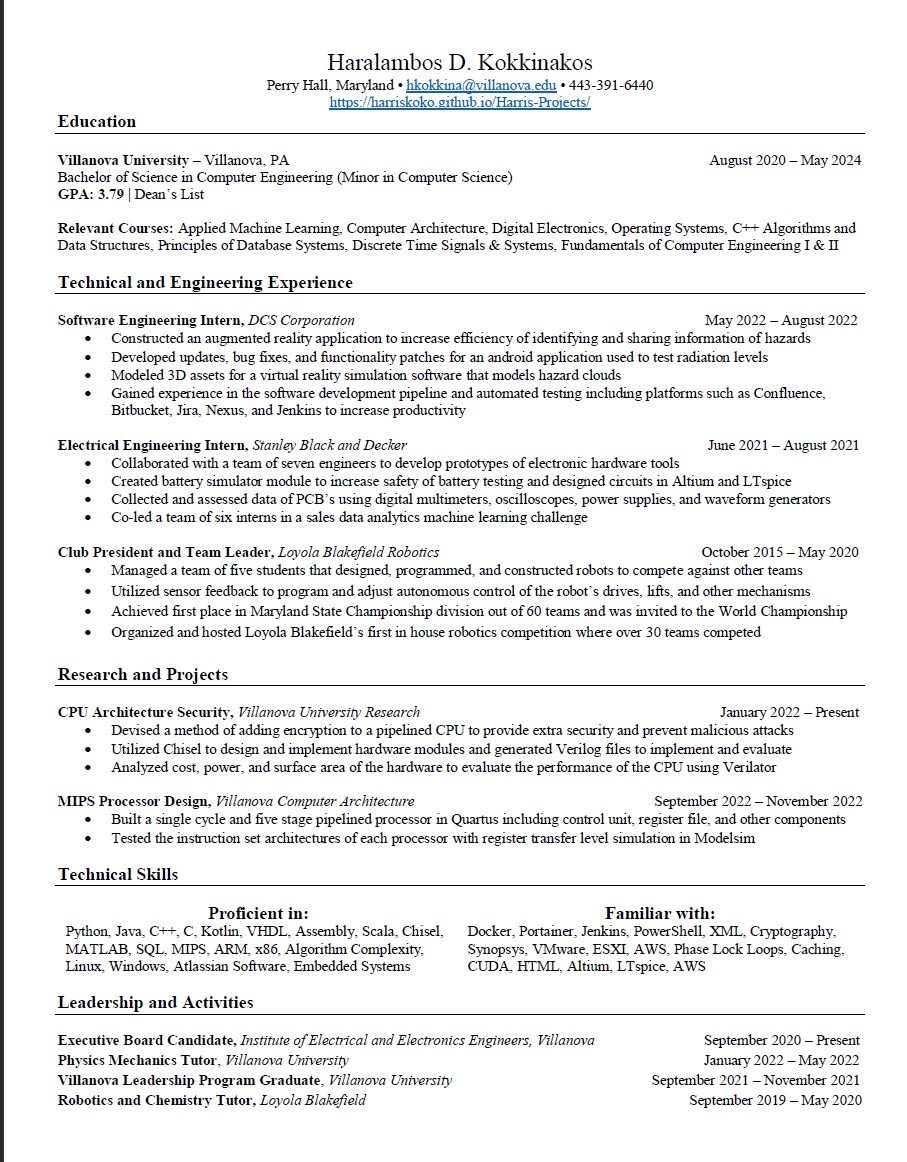 Haralambos D. Kokkinakos
Perry Hall, Maryland • hkokkina@villanova.edu • 443-391-6440
https://harriskoko.github.io/Harris-Projects/
Education
Villanova University – Villanova, PA August 2020 – May 2024
Bachelor of Science in Computer Engineering (Minor in Computer Science)
GPA: 3.79 | Dean's List
Relevant Courses: Applied Machine Learning, Computer Architecture, Digital Electronics, Operating Systems, C++ Algorithms and
Data Structures, Principles of Database Systems, Discrete Time Signals & Systems, Fundamentals of Computer Engineering I & II
Technical and Engineering Experience
Software Engineering Intern, DCS Corporation May 2022 – August 2022
• Constructed an augmented reality application to increase efficiency of identifying and sharing information of hazards
• Developed updates, bug fixes, and functionality patches for an android application used to test radiation levels
• Modeled 3D assets for a virtual reality simulation software that models hazard clouds
• Gained experience in the software development pipeline and automated testing including platforms such as Confluence,
Bitbucket, Jira, Nexus, and Jenkins to increase productivity
Electrical Engineering Intern, Stanley Black and Decker June 2021 – August 2021
• Collaborated with a team of seven engineers to develop prototypes of electronic hardware tools
• Created battery simulator module to increase safety of battery testing and designed circuits in Altium and LTspice
• Collected and assessed data of PCB's using digital multimeters, oscilloscopes, power supplies, and waveform generators
• Co-led a team of six interns in a sales data analytics machine learning challenge
Club President and Team Leader, Loyola Blakefield Robotics October 2015 – May 2020
• Managed a team of five students that designed, programmed, and constructed robots to compete against other teams
• Utilized sensor feedback to program and adjust autonomous control of the robot's drives, lifts, and other mechanisms
• Achieved first place in Maryland State Championship division out of 60 teams and was invited to the World Championship
• Organized and hosted Loyola Blakefield's first in house robotics competition where over 30 teams competed
Research and Projects
CPU Architecture Security, Villanova University Research January 2022 – Present
• Devised a method of adding encryption to a pipelined CPU to provide extra security and prevent malicious attacks
• Utilized Chisel to design and implement hardware modules and generated Verilog files to implement and evaluate
• Analyzed cost, power, and surface area of the hardware to evaluate the performance of the CPU using Verilator
MIPS Processor Design, Villanova Computer Architecture September 2022 – November 2022
• Built a single cycle and five stage pipelined processor in Quartus including control unit, register file, and other components
• Tested the instruction set architectures of each processor with register transfer level simulation in Modelsim
Technical Skills
Proficient in:
Python, Java, C++, C, Kotlin, VHDL, Assembly, Scala, Chisel,
MATLAB, SQL, MIPS, ARM, x86, Algorithm Complexity,
Linux, Windows, Atlassian Software, Embedded Systems
Familiar with:
Docker, Portainer, Jenkins, PowerShell, XML, Cryptography,
Synopsys, VMware, ESXI, AWS, Phase Lock Loops, Caching,
CUDA, HTML, Altium, LTspice, AWS
Leadership and Activities
Executive Board Candidate, Institute of Electrical and Electronics Engineers, Villanova September 2020 – Present
Physics Mechanics Tutor, Villanova University January 2022 – May 2022
Villanova Leadership Program Graduate, Villanova University September 2021 – November 2021
Robotics and Chemistry Tutor, Loyola Blakefield September 2019 – May 2020